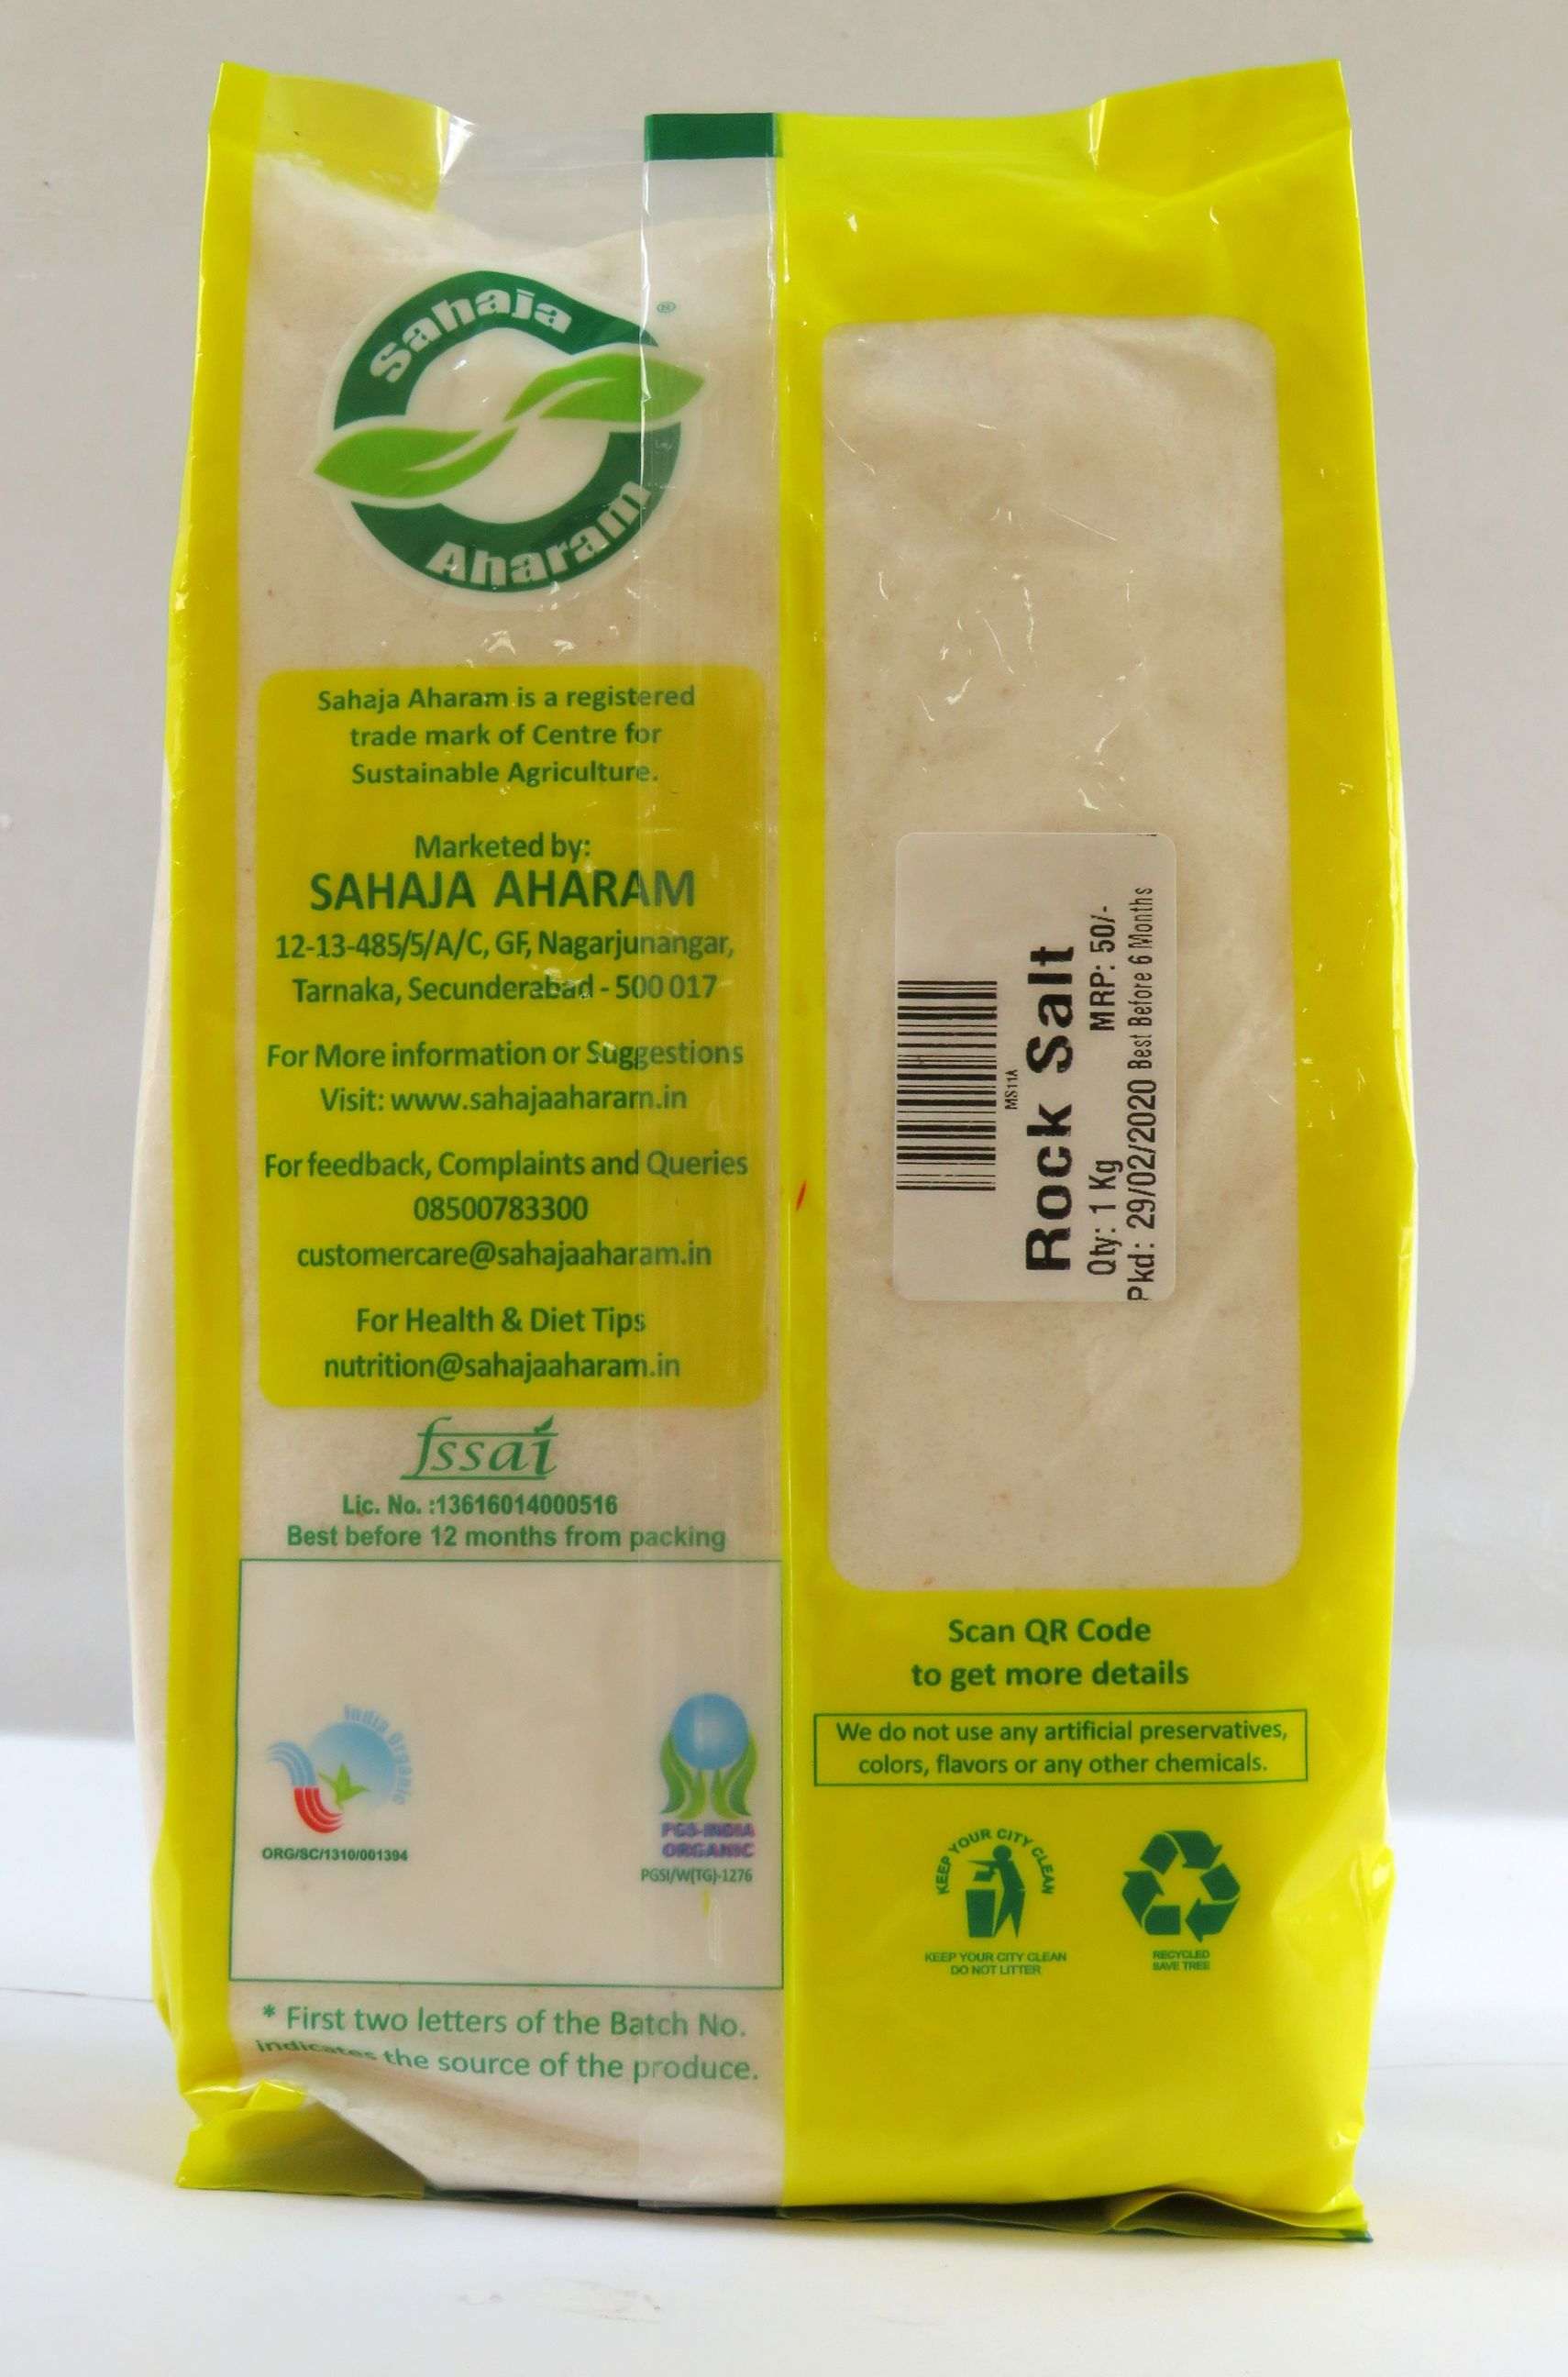 Sahaja
Aharam
®
Sahaja Aharam is a registered
trade mark of Centre for
Sustainable Agriculture.
Marketed by:
SAHAJA AHARAM
12-13-485/5/A/C, GF, Nagarjunangar,
Tarnaka, Secunderabad - 500 017
For More information or Suggestions
Visit: www.sahajaaharam.in
For feedback, Complaints and Queries
08500783300
customercare@sahajaaharam.in
For Health & Diet Tips
nutrition@sahajaaharam.in
fssai
Lic. No. :13616014000516
Best before 12 months from packing
India Organic
ORG/SC/1310/001394
PGS-INDIA
ORGANIC
PGSI/W(TG)-1276
* First two letters of the Batch No.
indicates the source of the produce.
MS11A
Rock Salt
Qty: 1 Kg MRP: 50/-
Pkd: 29/02/2020 Best Before 6 Months
Scan QR Code
to get more details
We do not use any artificial preservatives,
colors, flavors or any other chemicals.
KEEP YOUR CITY CLEAN
KEEP YOUR CITY CLEAN
DO NOT LITTER
RECYCLED
SAVE TREE